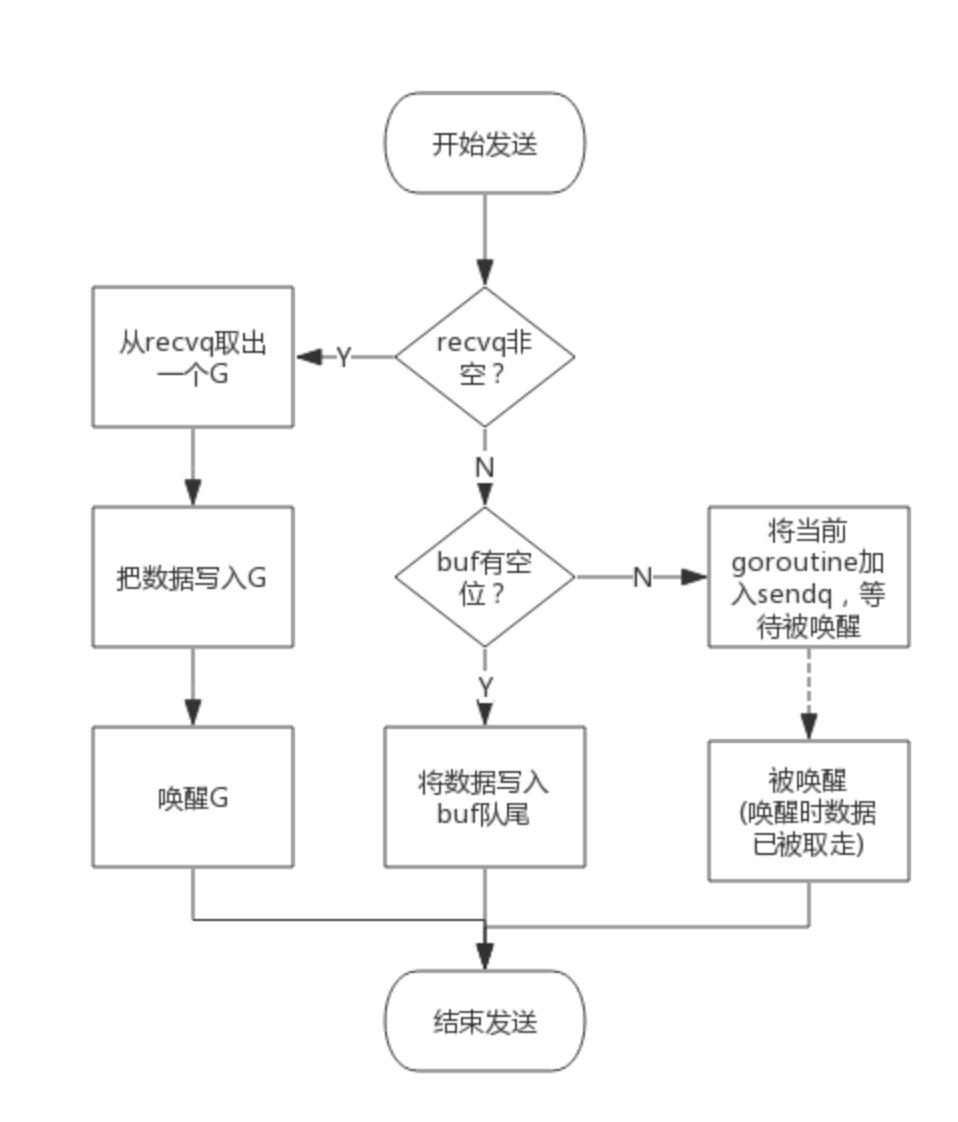 开始发送
recvq非
空？
Y
从recvq取出
一个G
N
把数据写入G
buf有空
位？
N
将当前
goroutine加
入sendq，等
待被唤醒
Y
唤醒G
将数据写入
buf队尾
被唤醒
(唤醒时数据
已被取走)
结束发送